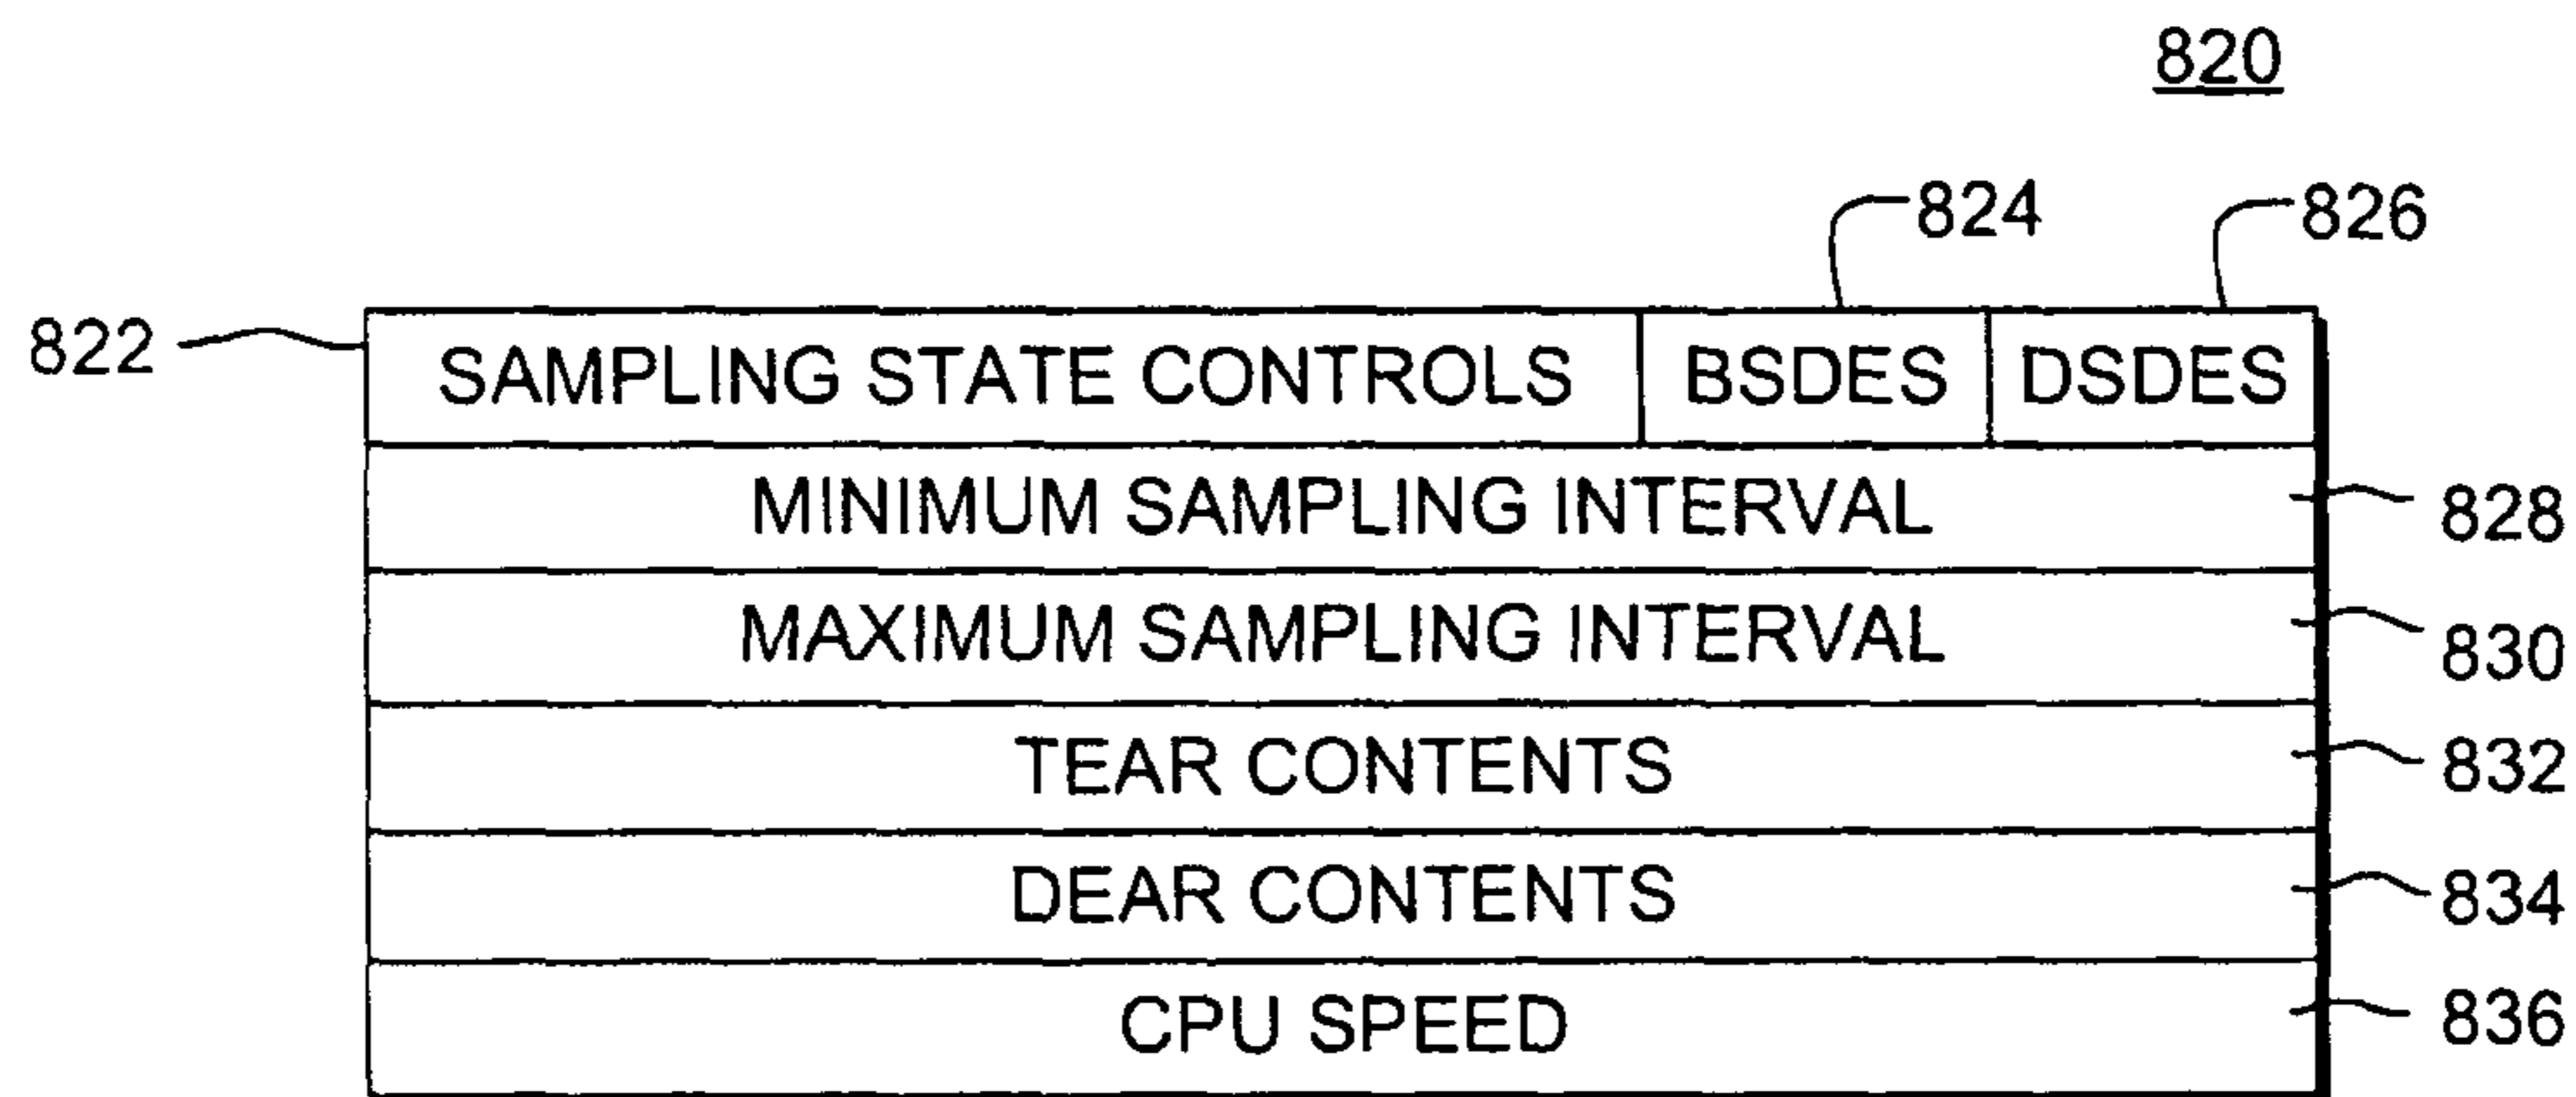 820
824 826
822 SAMPLING STATE CONTROLS BSDES DSDES
MINIMUM SAMPLING INTERVAL 828
MAXIMUM SAMPLING INTERVAL 830
TEAR CONTENTS 832
DEAR CONTENTS 834
CPU SPEED 836